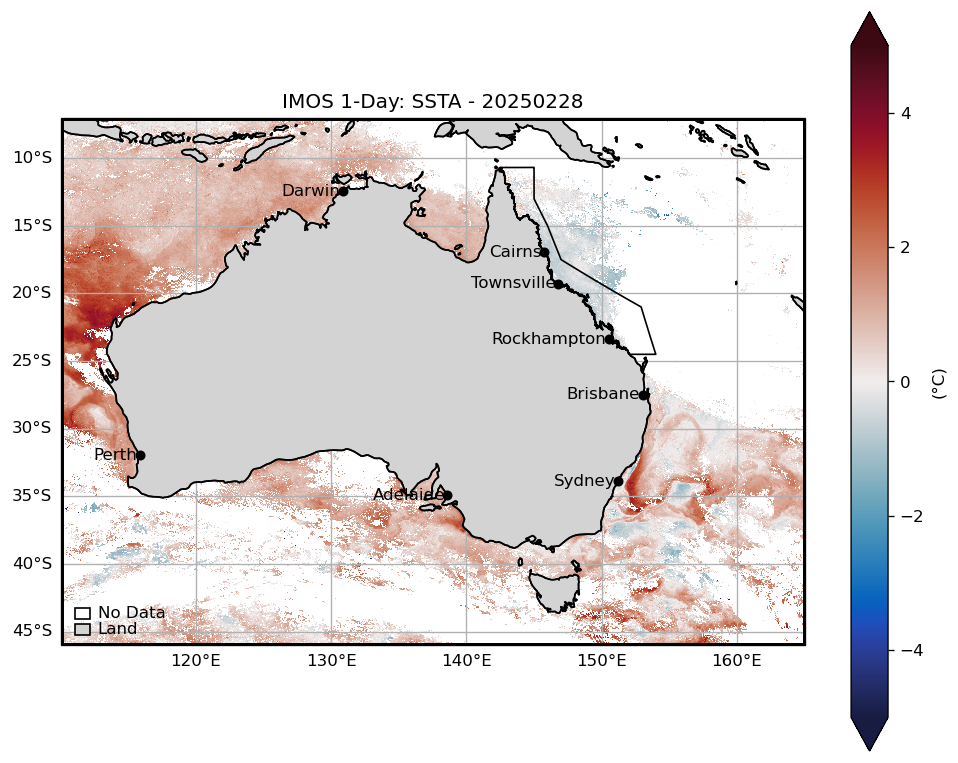 IMOS 1-Day: SSTA - 20250228
10°S
15°S
20°S
25°S
30°S
35°S
40°S
45°S
120°E
130°E
140°E
150°E
160°E
Darwin
Cairns
Townsville
Rockhampton
Brisbane
Perth
Sydney
Adelaide
No Data
Land
4
2
0
−2
−4
(°C)